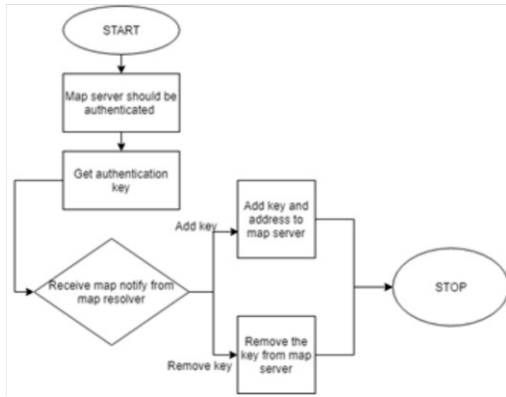 START
Map server should be
authenticated
Get authentication
key
Add key
Add key and
address to
map server
Receive map notify from
map resolver
STOP
Remove key
Remove the
key from map
server